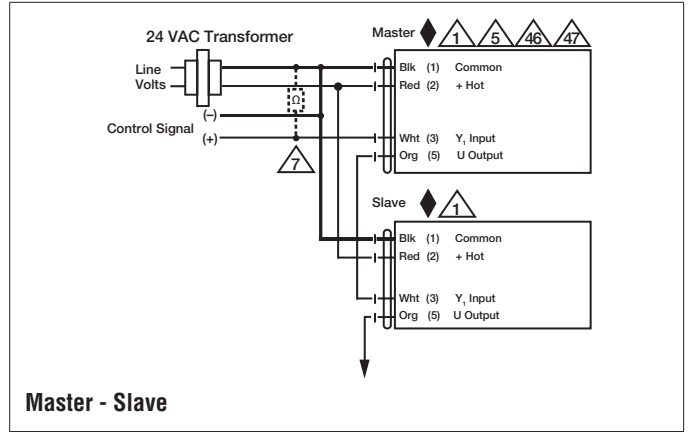 24 VAC Transformer
Line
Volts
(–)
Control Signal
(+)
Ω
7
Master 1 5 46 47
Blk (1) Common
Red (2) + Hot
Wht (3) Y1 Input
Org (5) U Output
Slave 1
Blk (1) Common
Red (2) + Hot
Wht (3) Y1 Input
Org (5) U Output
Master - Slave